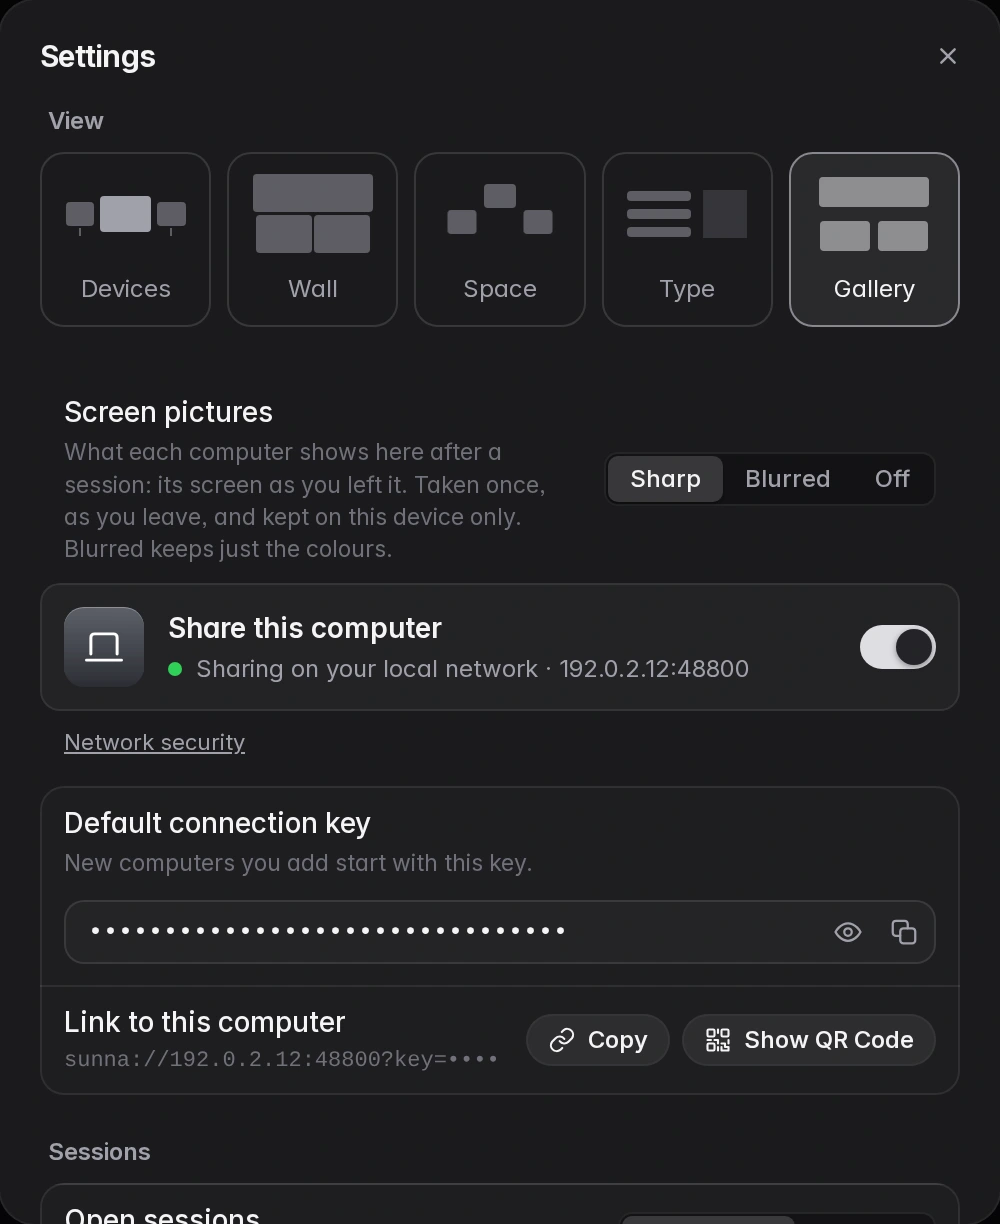 Settings
View
Devices
Wall
Space
Type
Gallery
Screen pictures
What each computer shows here after a
session: its screen as you left it. Taken once,
as you leave, and kept on this device only.
Blurred keeps just the colours.
Sharp
Blurred
Off
Share this computer
Sharing on your local network · 192.0.2.12:48800
Network security
Default connection key
New computers you add start with this key.
••••••••••••••••••••••••••••••••
Link to this computer
sunna://192.0.2.12:48800?key=••••
Copy
Show QR Code
Sessions
Open sessions